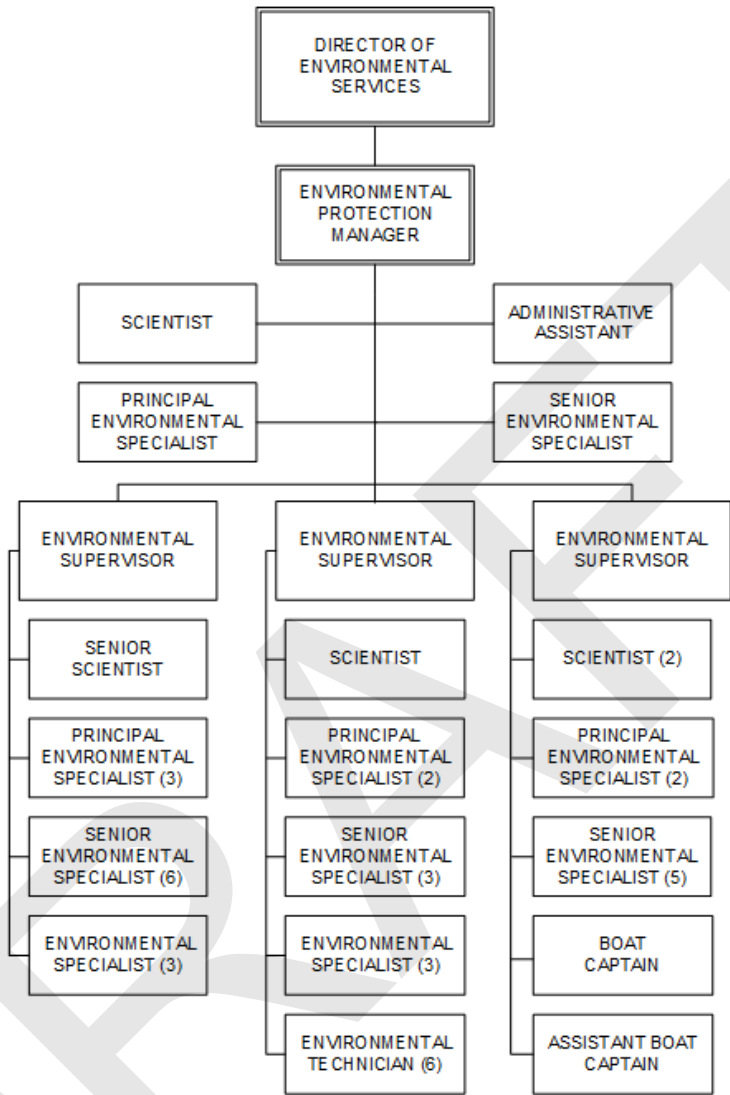 DIRECTOR OF
ENVIRONMENTAL
SERVICES
ENVIRONMENTAL
PROTECTION
MANAGER
SCIENTIST
ADMINISTRATIVE
ASSISTANT
PRINCIPAL
ENVIRONMENTAL
SPECIALIST
SENIOR
ENVIRONMENTAL
SPECIALIST
ENVIRONMENTAL
SUPERVISOR
SENIOR
SCIENTIST
PRINCIPAL
ENVIRONMENTAL
SPECIALIST (3)
SENIOR
ENVIRONMENTAL
SPECIALIST (6)
ENVIRONMENTAL
SPECIALIST (3)
ENVIRONMENTAL
SUPERVISOR
SCIENTIST
PRINCIPAL
ENVIRONMENTAL
SPECIALIST (2)
SENIOR
ENVIRONMENTAL
SPECIALIST (3)
ENVIRONMENTAL
SPECIALIST (3)
ENVIRONMENTAL
TECHNICIAN (6)
ENVIRONMENTAL
SUPERVISOR
SCIENTIST (2)
PRINCIPAL
ENVIRONMENTAL
SPECIALIST (2)
SENIOR
ENVIRONMENTAL
SPECIALIST (5)
BOAT
CAPTAIN
ASSISTANT BOAT
CAPTAIN
RAFT